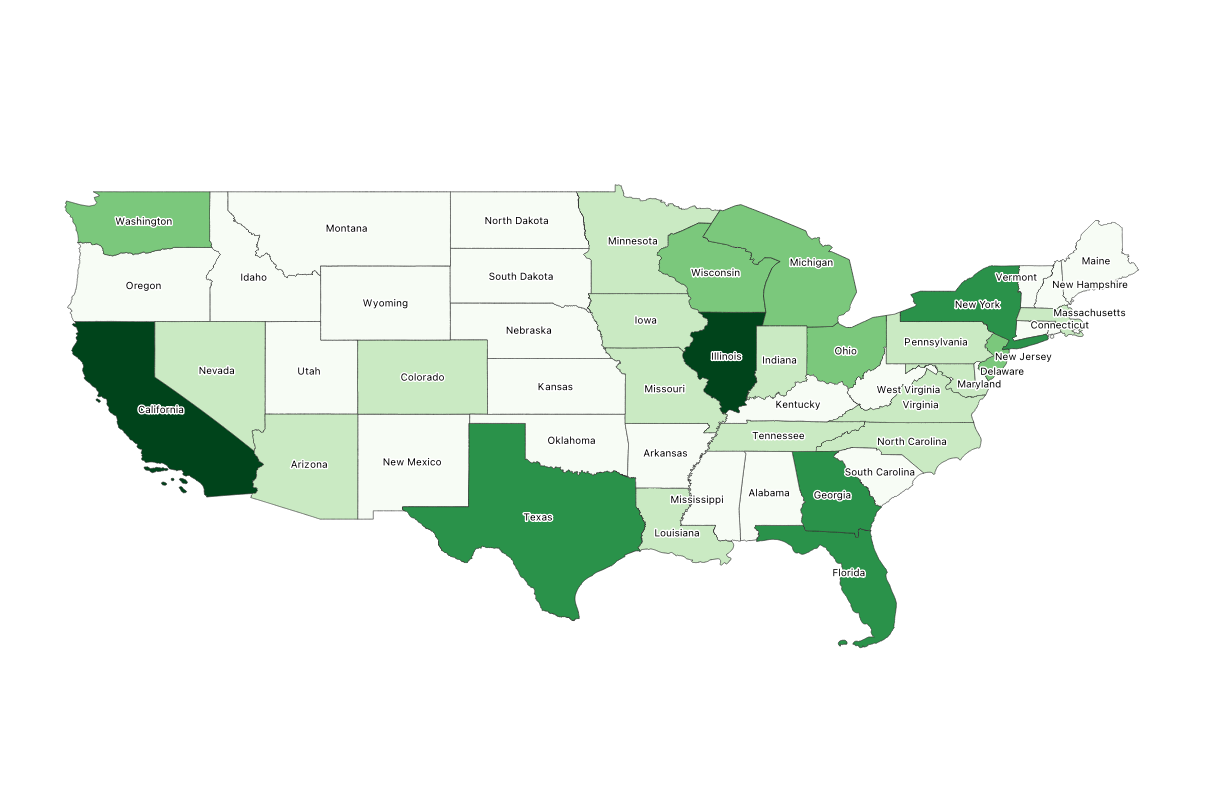 Washington
Montana
North Dakota
Minnesota
Oregon
Idaho
South Dakota
Wisconsin
Michigan
Maine
Vermont
New Hampshire
Wyoming
New York
Massachusetts
Iowa
Connecticut
Nebraska
Pennsylvania
Ohio
Illinois
Indiana
New Jersey
Nevada
Utah
Colorado
Delaware
Kansas
Missouri
Maryland
West Virginia
Virginia
Kentucky
California
Oklahoma
Tennessee
North Carolina
Arkansas
Arizona
New Mexico
South Carolina
Alabama
Georgia
Mississippi
Texas
Louisiana
Florida